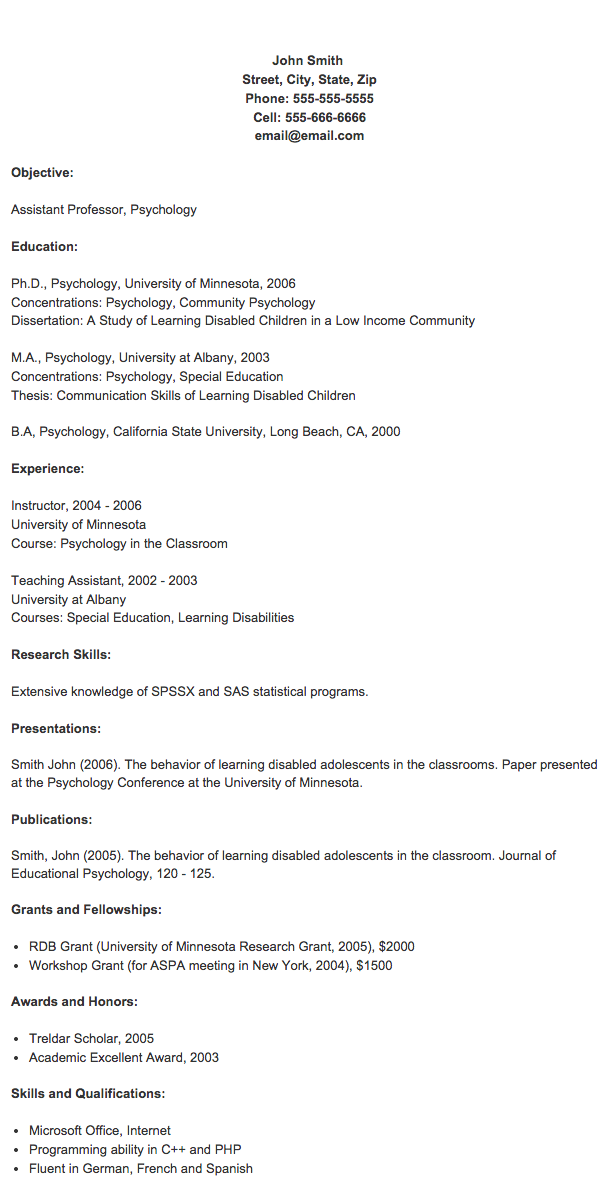 John Smith
Street, City, State, Zip
Phone: 555-555-5555
Cell: 555-666-6666
email@email.com
Objective:
Assistant Professor, Psychology
Education:
Ph.D., Psychology, University of Minnesota, 2006
Concentrations: Psychology, Community Psychology
Dissertation: A Study of Learning Disabled Children in a Low Income Community
M.A., Psychology, University at Albany, 2003
Concentrations: Psychology, Special Education
Thesis: Communication Skills of Learning Disabled Children
B.A, Psychology, California State University, Long Beach, CA, 2000
Experience:
Instructor, 2004 - 2006
University of Minnesota
Course: Psychology in the Classroom
Teaching Assistant, 2002 - 2003
University at Albany
Courses: Special Education, Learning Disabilities
Research Skills:
Extensive knowledge of SPSSX and SAS statistical programs.
Presentations:
Smith John (2006). The behavior of learning disabled adolescents in the classrooms. Paper presented
at the Psychology Conference at the University of Minnesota.
Publications:
Smith, John (2005). The behavior of learning disabled adolescents in the classroom. Journal of
Educational Psychology, 120 - 125.
Grants and Fellowships:
• RDB Grant (University of Minnesota Research Grant, 2005), $2000
• Workshop Grant (for ASPA meeting in New York, 2004), $1500
Awards and Honors:
• Treldar Scholar, 2005
• Academic Excellent Award, 2003
Skills and Qualifications:
• Microsoft Office, Internet
• Programming ability in C++ and PHP
• Fluent in German, French and Spanish